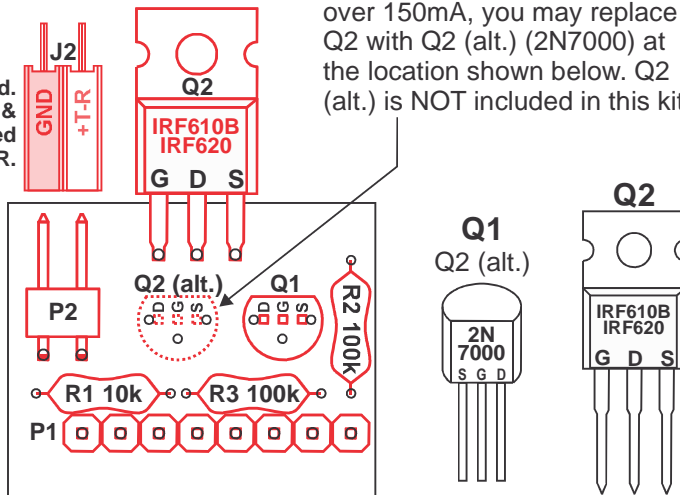 over 150mA, you may replace
Q2 with Q2 (alt.) (2N7000) at
the location shown below. Q2
(alt.) is NOT included in this kit
J2
d.
&
ed
R.
GND
+T-R
Q2
IRF610B
IRF620
G D S
P2
Q2 (alt.)
D G S
Q1
D G S
R2 100k
R1 10k
R3 100k
P1
Q1
Q2 (alt.)
2N
7000
S G D
Q2
IRF610B
IRF620
G D S